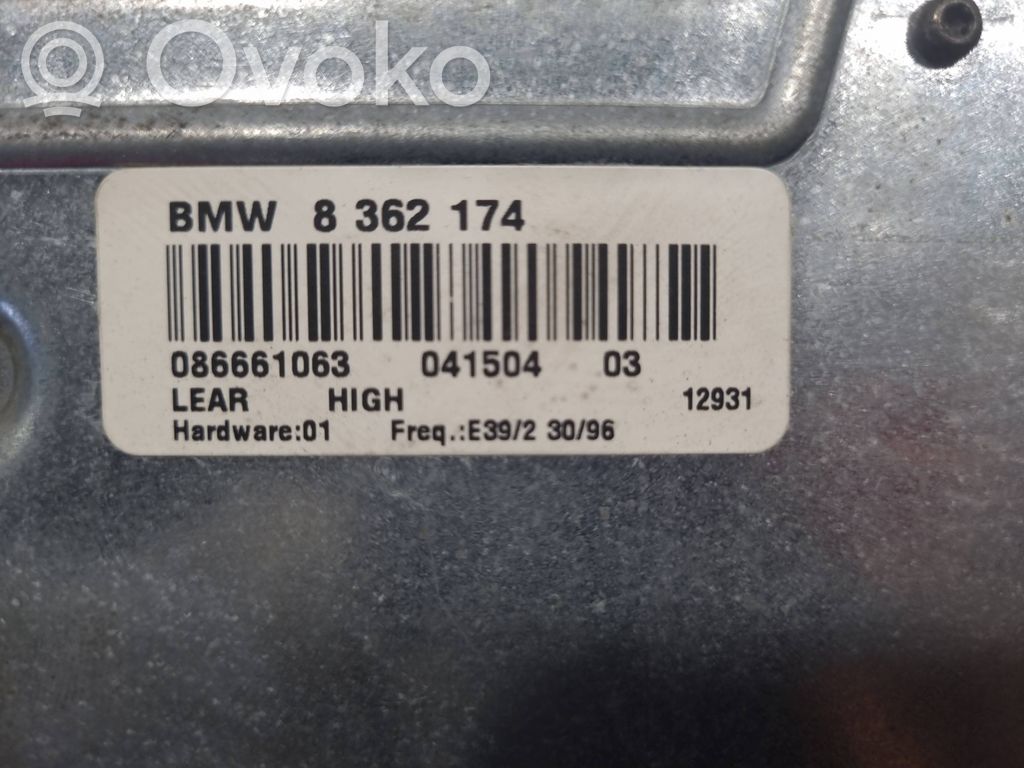 Ovoko
BMW 8 362 174
086661063 041504 03
LEAR HIGH 12931
Hardware:01 Freq.:E39/2 30/96